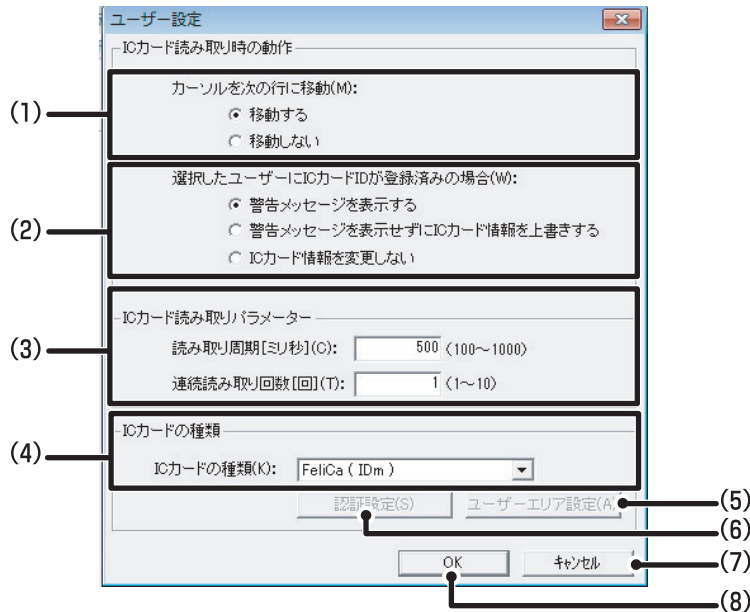 ユーザー設定
ICカード読み取り時の動作
(1)
カーソルを次の行に移動(M):
移動する
移動しない
(2)
選択したユーザーにICカードIDが登録済みの場合(W):
警告メッセージを表示する
警告メッセージを表示せずにICカード情報を上書きする
ICカード情報を変更しない
(3)
ICカード読み取りパラメーター
読み取り周期[ミリ秒](C): 500 (100～1000)
連続読み取り回数[回](T): 1 (1～10)
(4)
ICカードの種類
ICカードの種類(K): FeliCa ( IDm )
認証設定(S) ユーザーエリア設定(A) (5)
(6)
OK キャンセル (7)
(8)